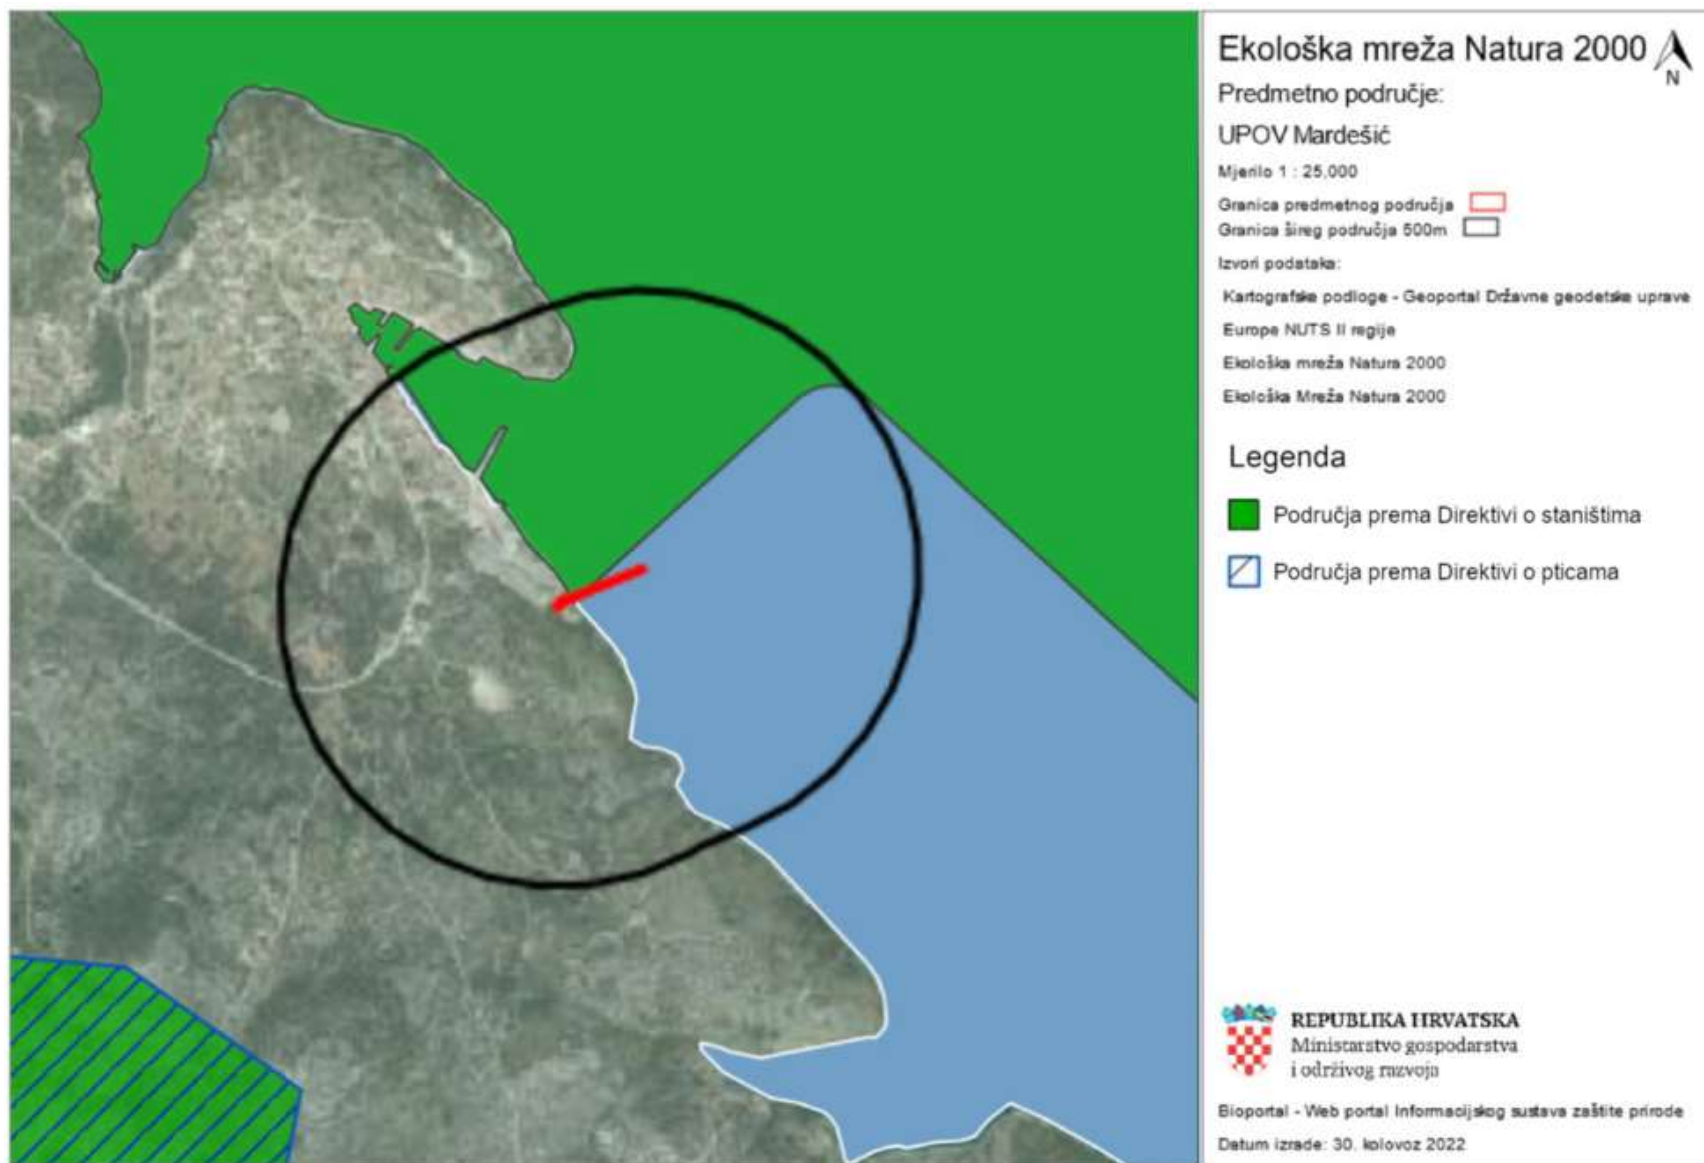 Ekološka mreža Natura 2000
N
Predmetno područje:
UPOV Mardešić
Mjerilo 1 : 25,000
Granica predmetnog područja
Granica šireg područja 500m
Izvori podataka:
Kartografske podloge - Geoportal Državne geodetske uprave
Europe NUTS II regije
Ekološka mreža Natura 2000
Ekološka Mreža Natura 2000
Legenda
Područja prema Direktivi o staništima
Područja prema Direktivi o pticama
REPUBLIKA HRVATSKA
Ministarstvo gospodarstva
i održivog razvoja
Bioportal - Web portal Informacijskog sustava zaštite prirode
Datum izrade: 30. kolovoz 2022